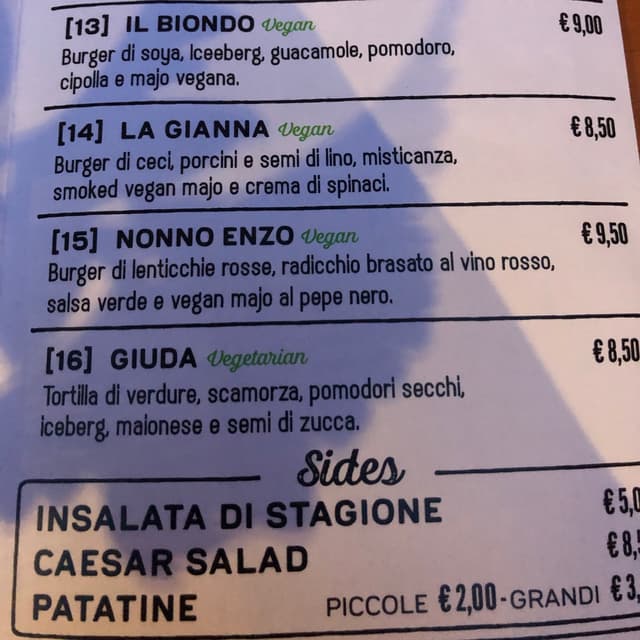 [13] IL BIONDO Vegan €9,00
Burger di soya, Iceeberg, guacamole, pomodoro,
cipolla e majo vegana.
[14] LA GIANNA Vegan €8,50
Burger di ceci, porcini e semi di lino, misticanza,
smoked vegan majo e crema di spinaci.
[15] NONNO ENZO Vegan €9,50
Burger di lenticchie rosse, radicchio brasato al vino rosso,
salsa verde e vegan majo al pepe nero.
[16] GIUDA Vegetarian €8,50
Tortilla di verdure, scamorza, pomodori secchi,
iceberg, maionese e semi di zucca.
Sides
INSALATA DI STAGIONE
CAESAR SALAD
PATATINE PICCOLE €2,00-GRANDI